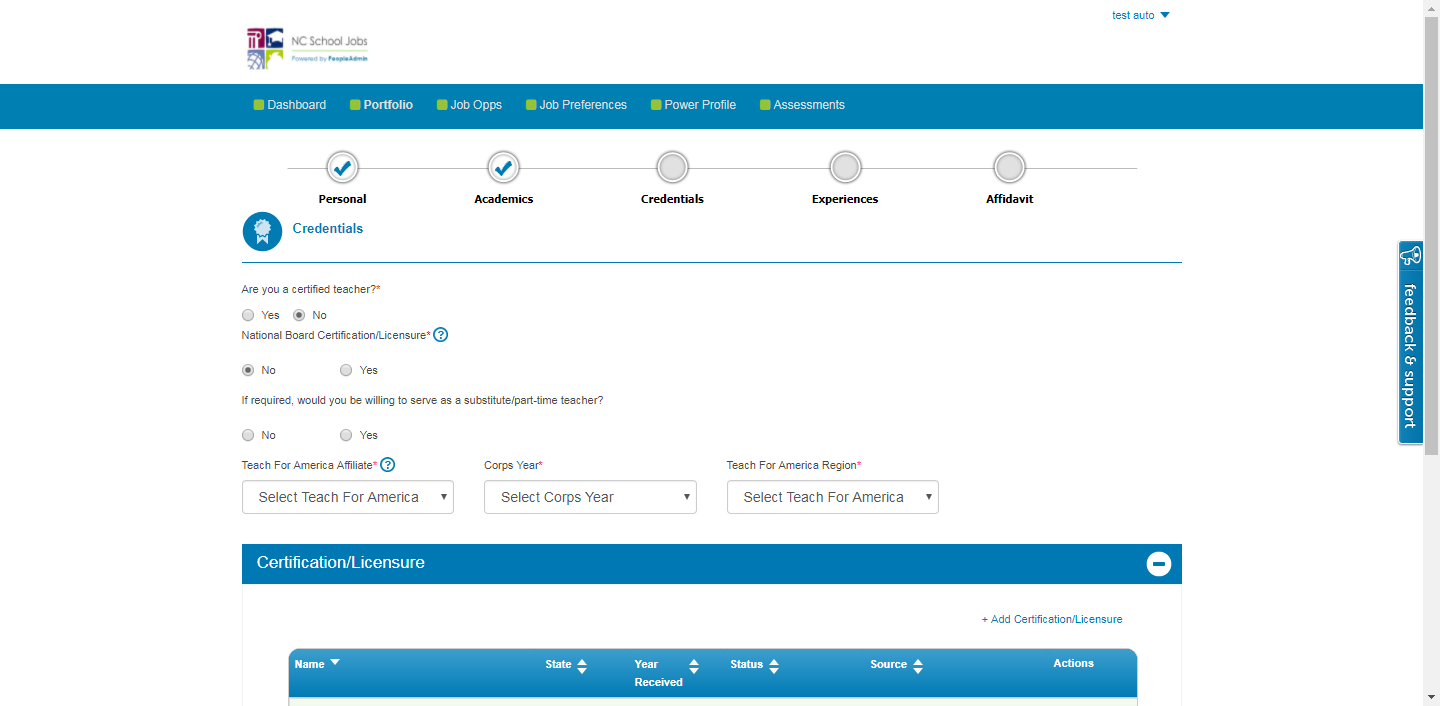 test auto
NC School Jobs
Powered by PeopleAdmin
Dashboard Portfolio Job Opps Job Preferences Power Profile Assessments
Personal Academics Credentials Experiences Affidavit
Credentials
Are you a certified teacher?*
Yes No
National Board Certification/Licensure* ?
No Yes
If required, would you be willing to serve as a substitute/part-time teacher?
No Yes
Teach For America Affiliate* ? Corps Year* Teach For America Region*
Select Teach For America Select Corps Year Select Teach For America
feedback & support
Certification/Licensure
+ Add Certification/Licensure
Name State Year Received Status Source Actions